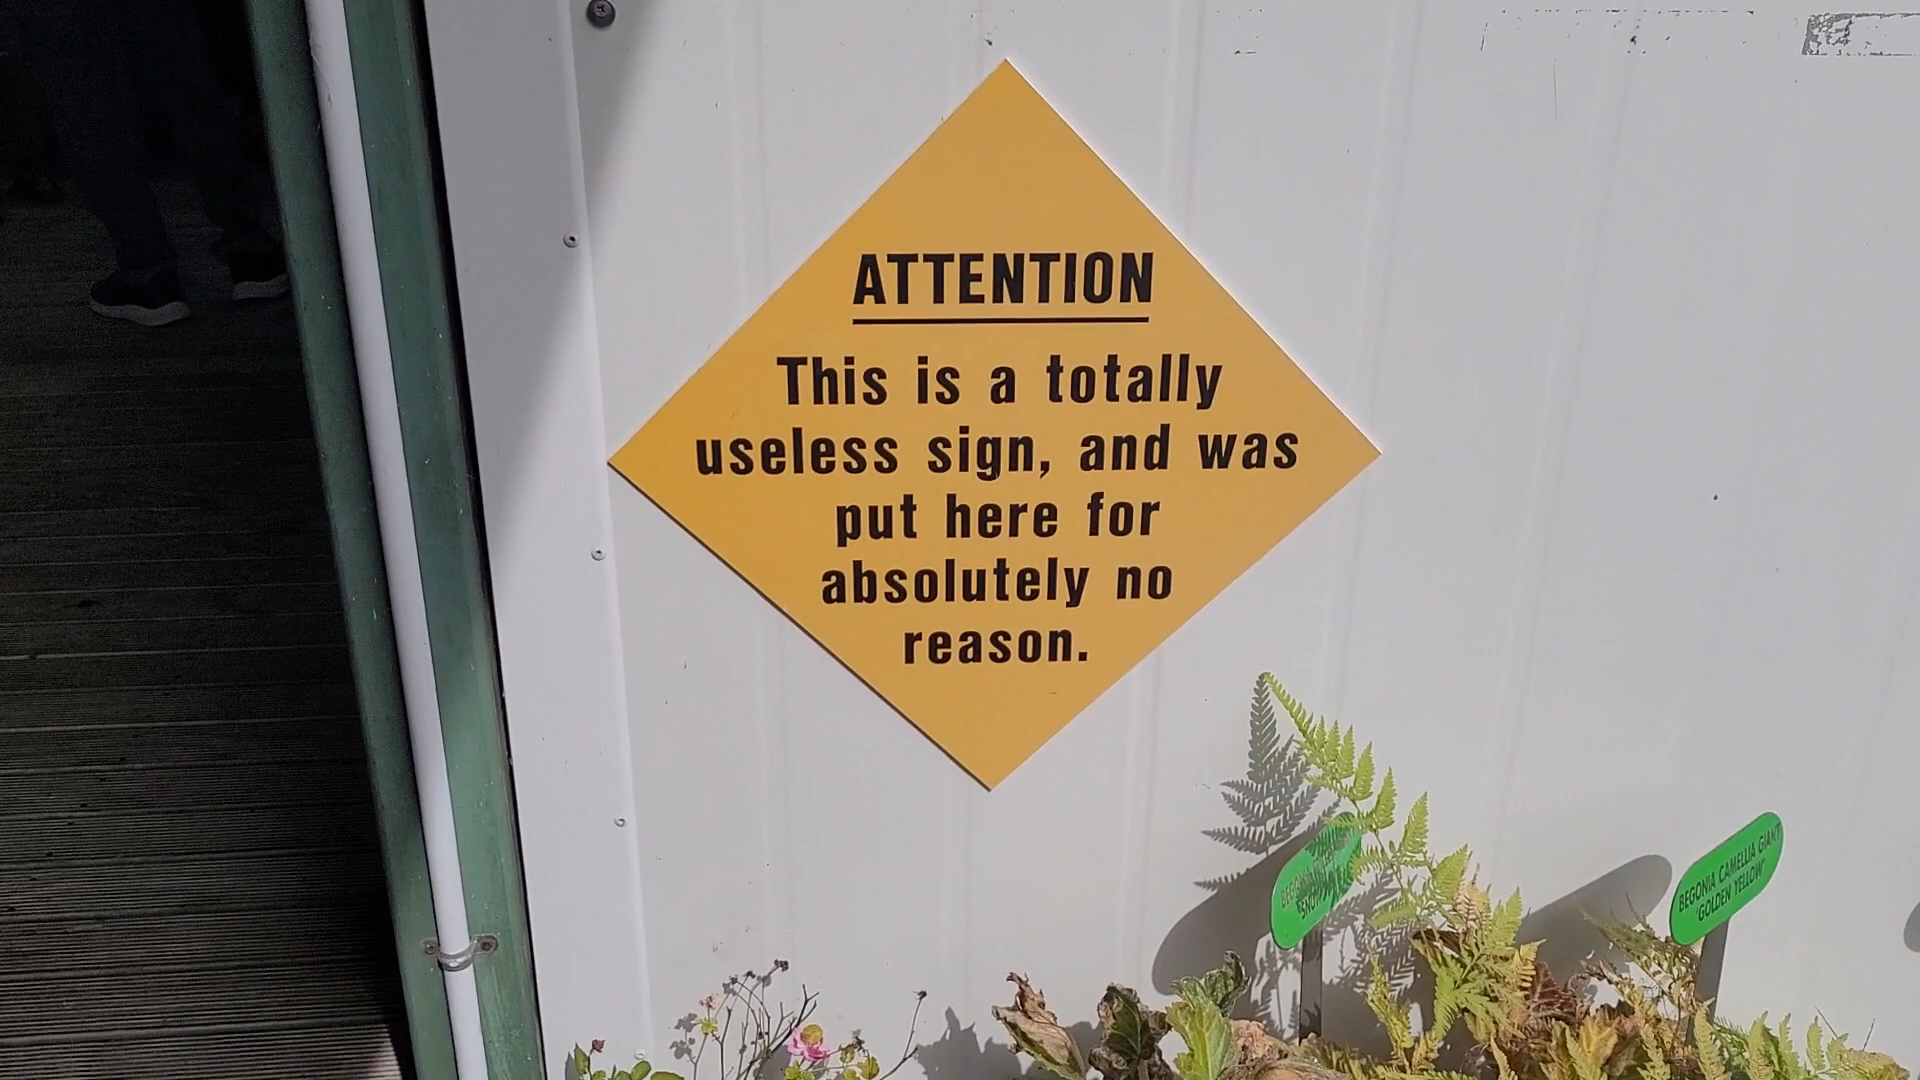 ATTENTION
This is a totally
useless sign, and was
put here for
absolutely no
reason.
BEGONIA CAMELLIA GIANT
'GOLDEN YELLOW'